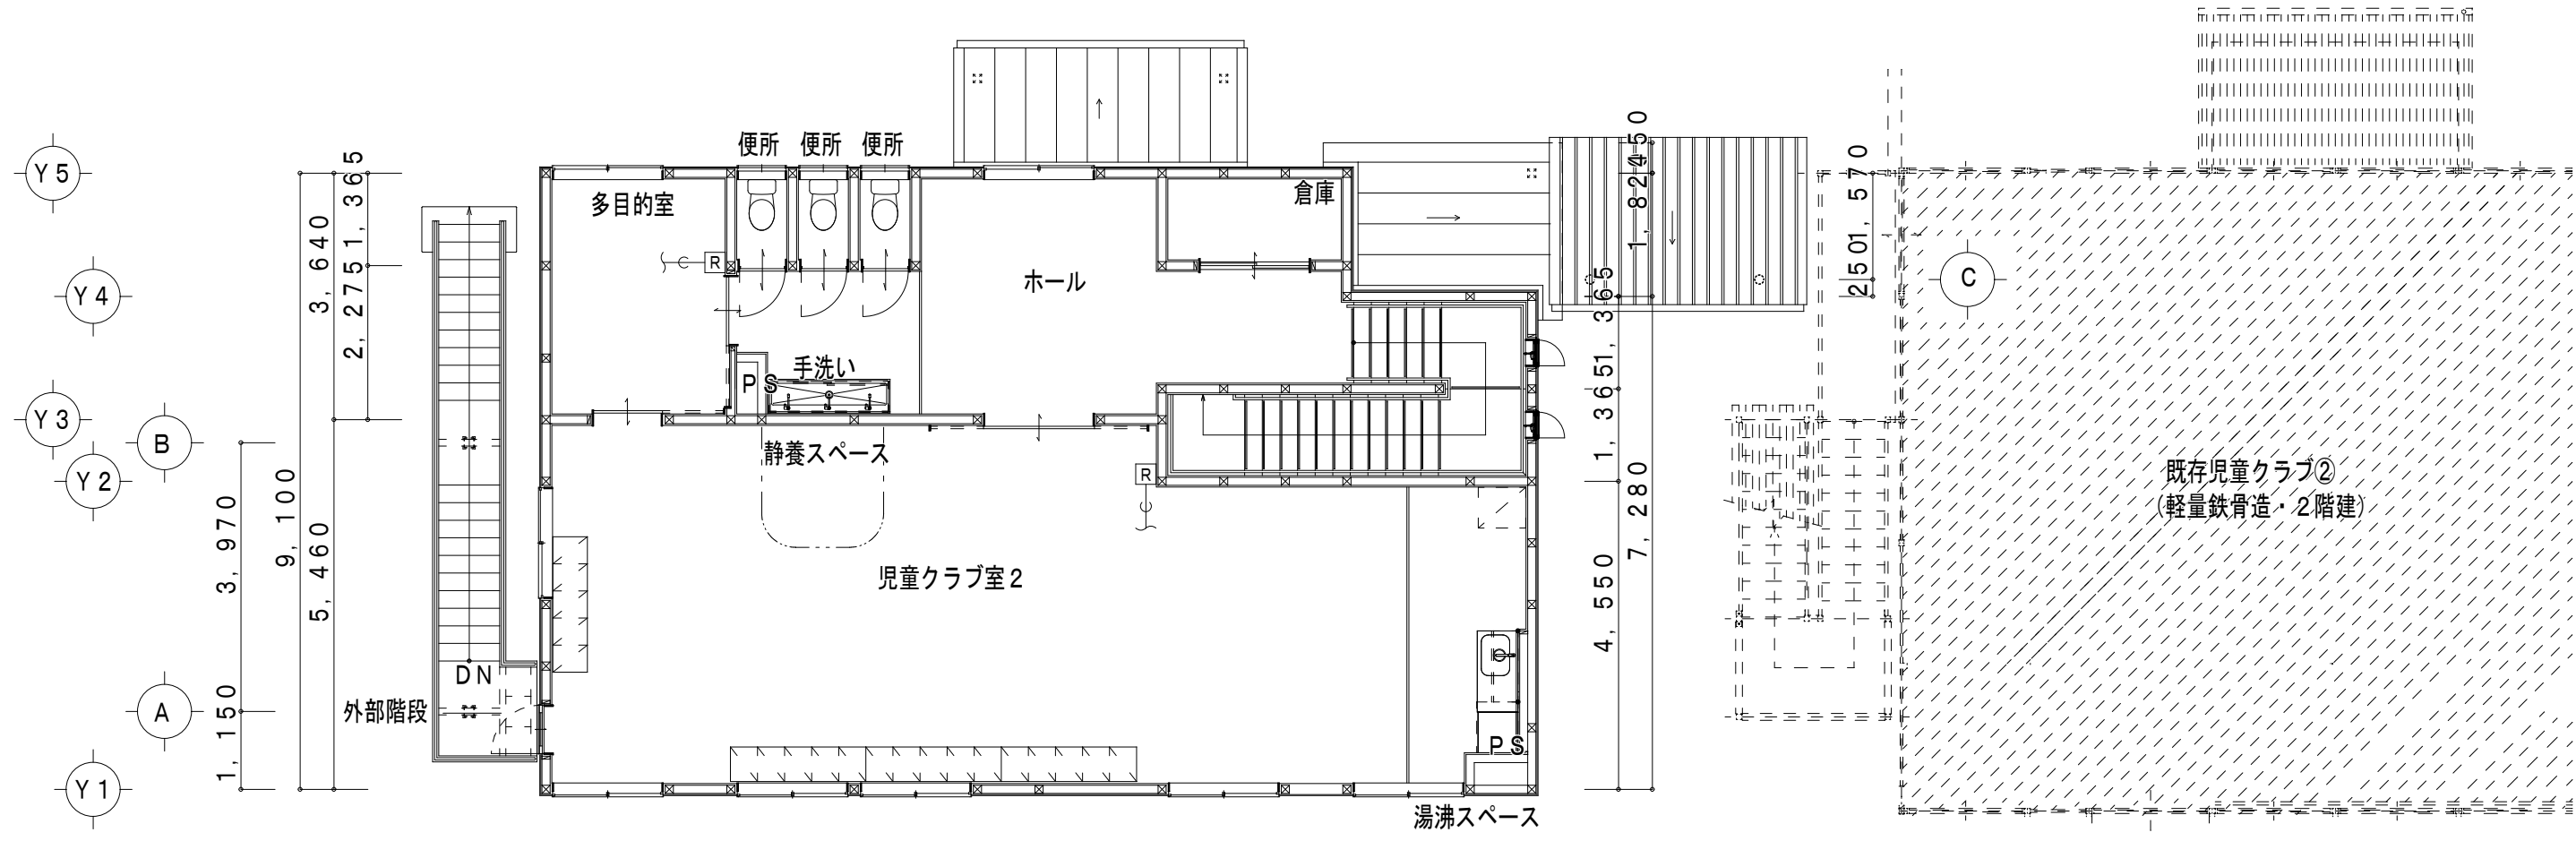 便所 便所 便所
Y5
多目的室
倉庫
R
ホール
C
Y4
手洗い
PS
Y3
B
Y2
静養スペース
R
既存児童クラブ②
(軽量鉄骨造・2階建)
児童クラブ室2
DN
外部階段
A
PS
Y1
湯沸スペース
1,365
2,275
3,640
5,460
9,100
3,970
1,150
450
1,820
1,365
1,365
4,550
7,280
1,570
250